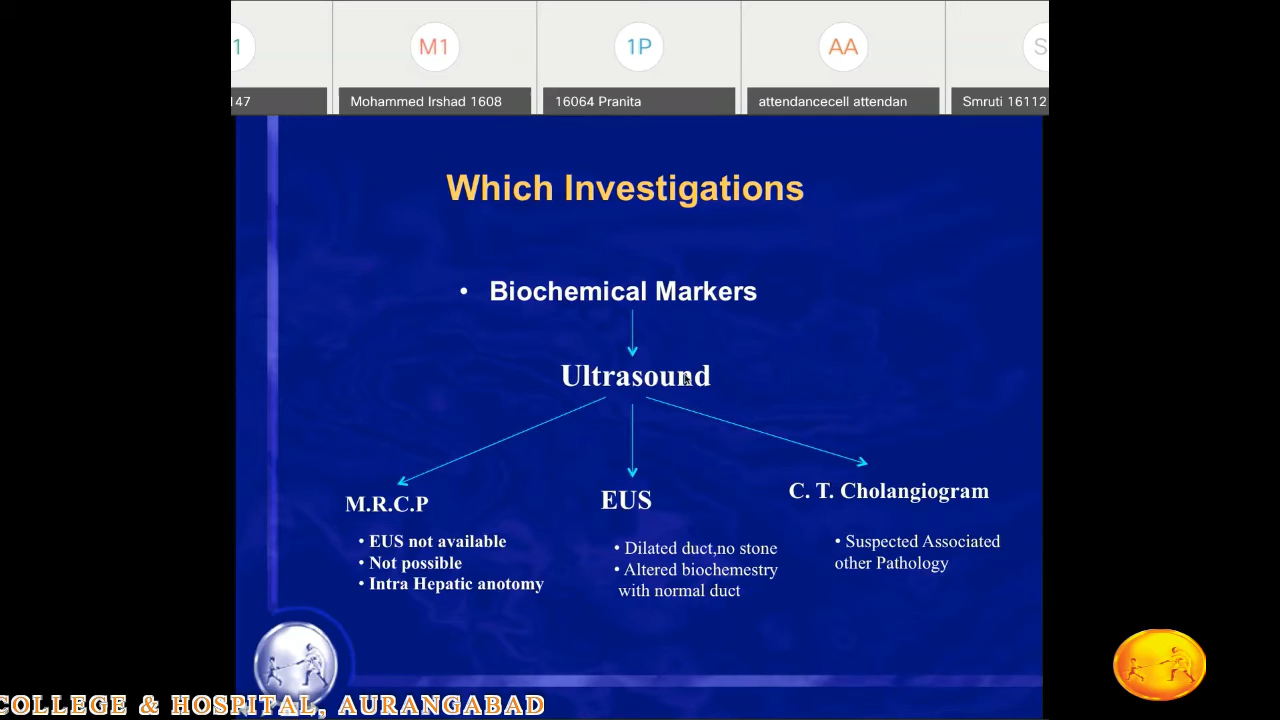 1
M1
1P
AA
S
147
Mohammed Irshad 1608
16064 Pranita
attendancecell attendan
Smruti 16112
Which Investigations
• Biochemical Markers
Ultrasound
M.R.C.P
• EUS not available
• Not possible
• Intra Hepatic anotomy
EUS
• Dilated duct,no stone
• Altered biochemestry
with normal duct
C. T. Cholangiogram
• Suspected Associated
other Pathology
COLLEGE & HOSPITAL, AURANGABAD